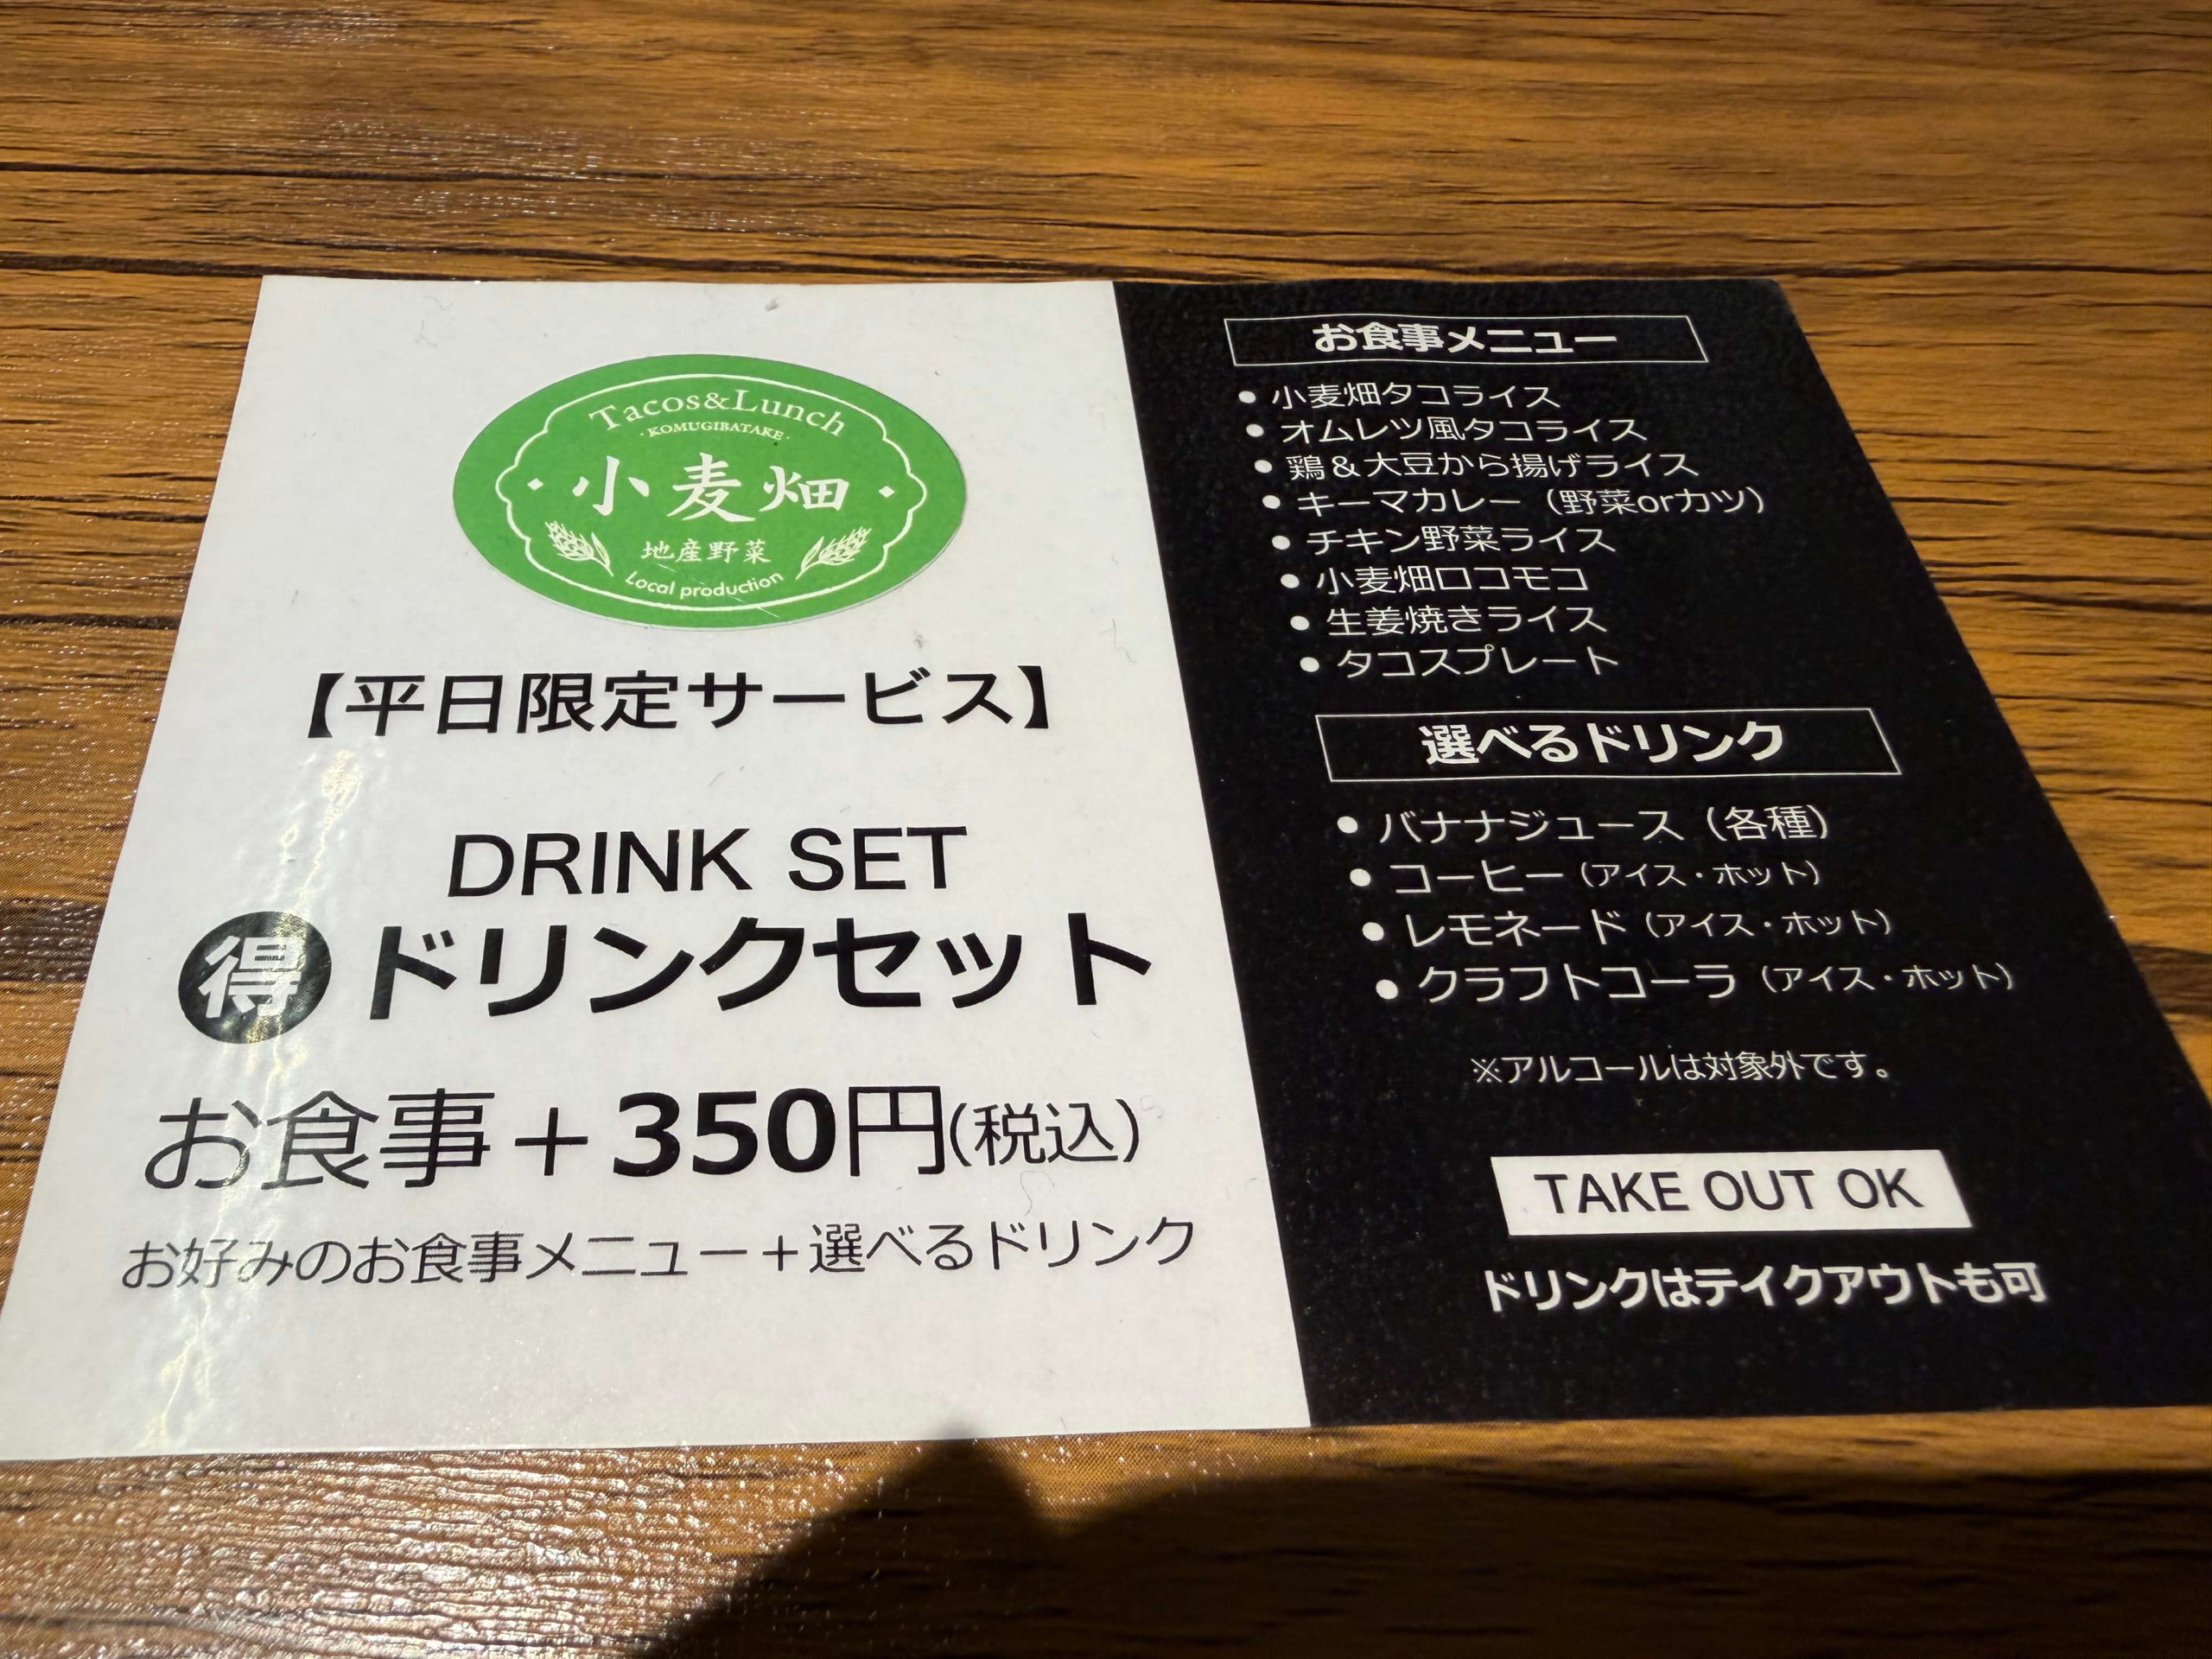 Tacos&Lunch
・KOMUGIBATAKE・
小麦畑
地産野菜
Local production
【平日限定サービス】
DRINK SET
得 ドリンクセット
お食事＋350円(税込)
お好みのお食事メニュー＋選べるドリンク
お食事メニュー
● 小麦畑タコライス
● オムレツ風タコライス
● 鶏＆大豆から揚げライス
● キーマカレー（野菜orカツ）
● チキン野菜ライス
● 小麦畑ロコモコ
● 生姜焼きライス
● タコスプレート
選べるドリンク
● バナナジュース（各種）
● コーヒー（アイス・ホット）
● レモネード（アイス・ホット）
● クラフトコーラ（アイス・ホット）
※アルコールは対象外です。
TAKE OUT OK
ドリンクはテイクアウトも可